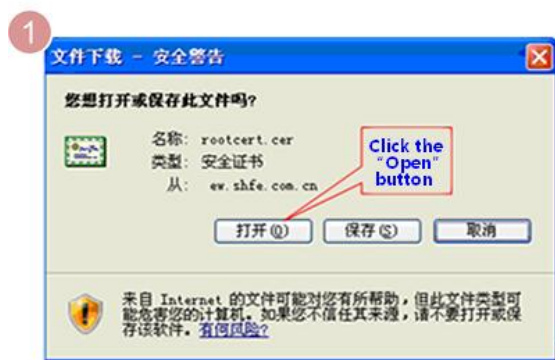 1
文件下载 - 安全警告
您想打开或保存此文件吗?
名称: rootcert.cer
类型: 安全证书
从: ew.shfe.com.cn
Click the
"Open"
button
打开(O) 保存(S) 取消
来自 Internet 的文件可能对您有所帮助,但此文件类型可
能危害您的计算机。如果您不信任其来源,请不要打开或保
存该软件。有何风险?